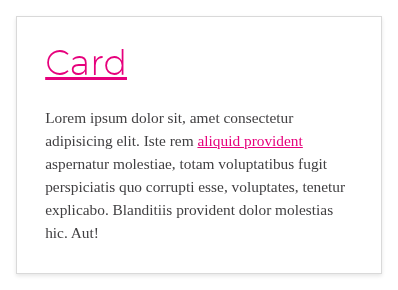 Card
Lorem ipsum dolor sit, amet consectetur
adipisicing elit. Iste rem aliquid provident
aspernatur molestiae, totam voluptatibus fugit
perspiciatis quo corrupti esse, voluptates, tenetur
explicabo. Blanditiis provident dolor molestias
hic. Aut!